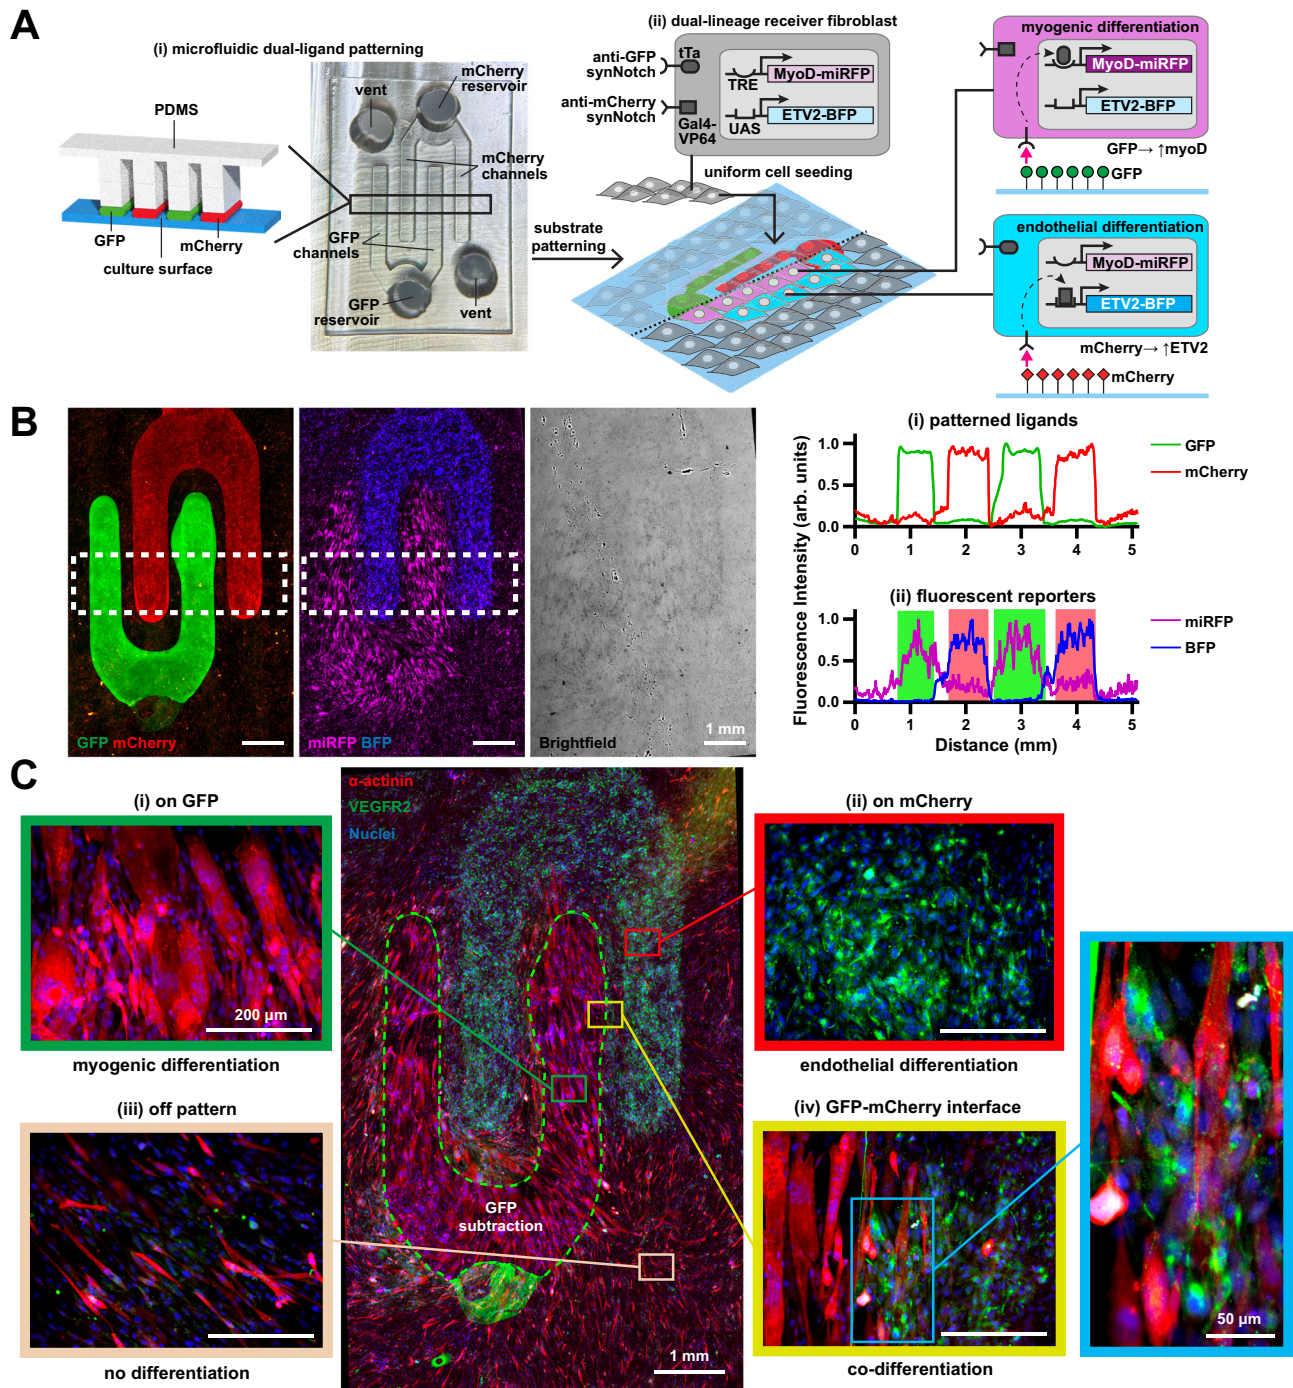 A
(i) microfluidic dual-ligand patterning
PDMS
GFP
mCherry
culture surface
vent
mCherry
reservoir
mCherry
channels
GFP
channels
GFP
reservoir
vent
substrate
patterning
(ii) dual-lineage receiver fibroblast
anti-GFP
synNotch
tTa
anti-mCherry
synNotch
Gal4-
VP64
TRE
MyoD-miRFP
UAS
ETV2-BFP
uniform cell seeding
myogenic differentiation
MyoD-miRFP
ETV2-BFP
GFP→ ↑myoD
GFP
endothelial differentiation
MyoD-miRFP
ETV2-BFP
mCherry→ ↑ETV2
mCherry
B
GFP mCherry
miRFP BFP
Brightfield
1 mm
Fluorescence Intensity (arb. units)
(i) patterned ligands
1.0
0.5
0.0
0 1 2 3 4 5
GFP
mCherry
(ii) fluorescent reporters
1.0
0.5
0.0
0 1 2 3 4 5
miRFP
BFP
Distance (mm)
C
(i) on GFP
200 µm
myogenic differentiation
(iii) off pattern
no differentiation
α-actinin
VEGFR2
Nuclei
GFP
subtraction
1 mm
(ii) on mCherry
endothelial differentiation
(iv) GFP-mCherry interface
co-differentiation
50 µm